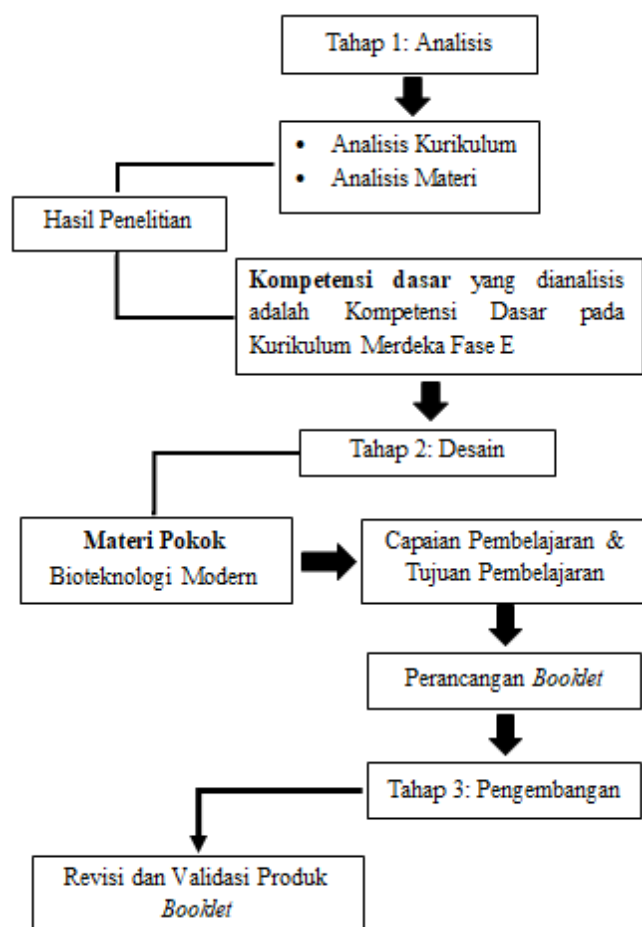 Tahap 1: Analisis
• Analisis Kurikulum
• Analisis Materi
Hasil Penelitian
Kompetensi dasar yang dianalisis
adalah Kompetensi Dasar pada
Kurikulum Merdeka Fase E
Tahap 2: Desain
Materi Pokok
Bioteknologi Modern
Capaian Pembelajaran &
Tujuan Pembelajaran
Perancangan Booklet
Tahap 3: Pengembangan
Revisi dan Validasi Produk
Booklet